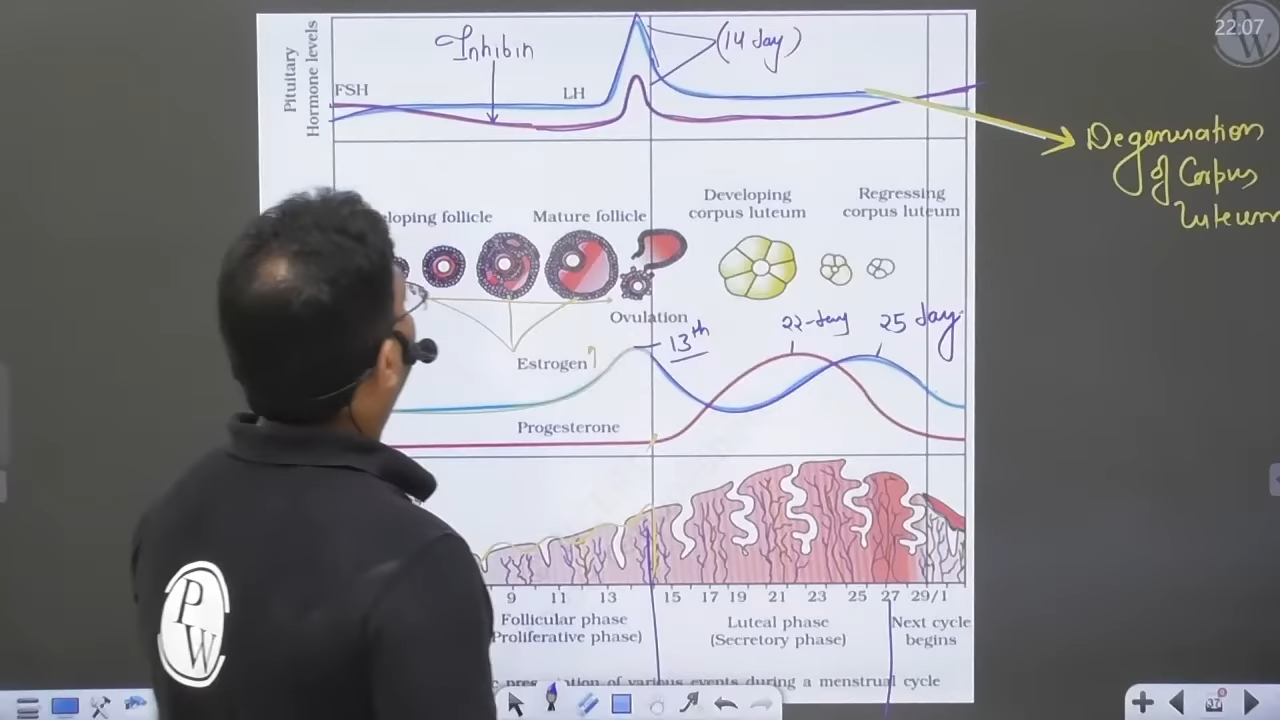 22:07
P
W
Pituitary
Hormone levels
Inhibin
(14 day)
FSH
LH
Degeneration
of Corpus
luteum
Developing
corpus luteum
Regressing
corpus luteum
loping follicle
Mature follicle
Ovulation
13th
22-day
25 day
Estrogen
Progesterone
9 11 13 15 17 19 21 23 25 27 29/1
Follicular phase
Proliferative phase)
Luteal phase
(Secretory phase)
Next cycle
begins
tion of various events during a menstrual cycle
37
P
W